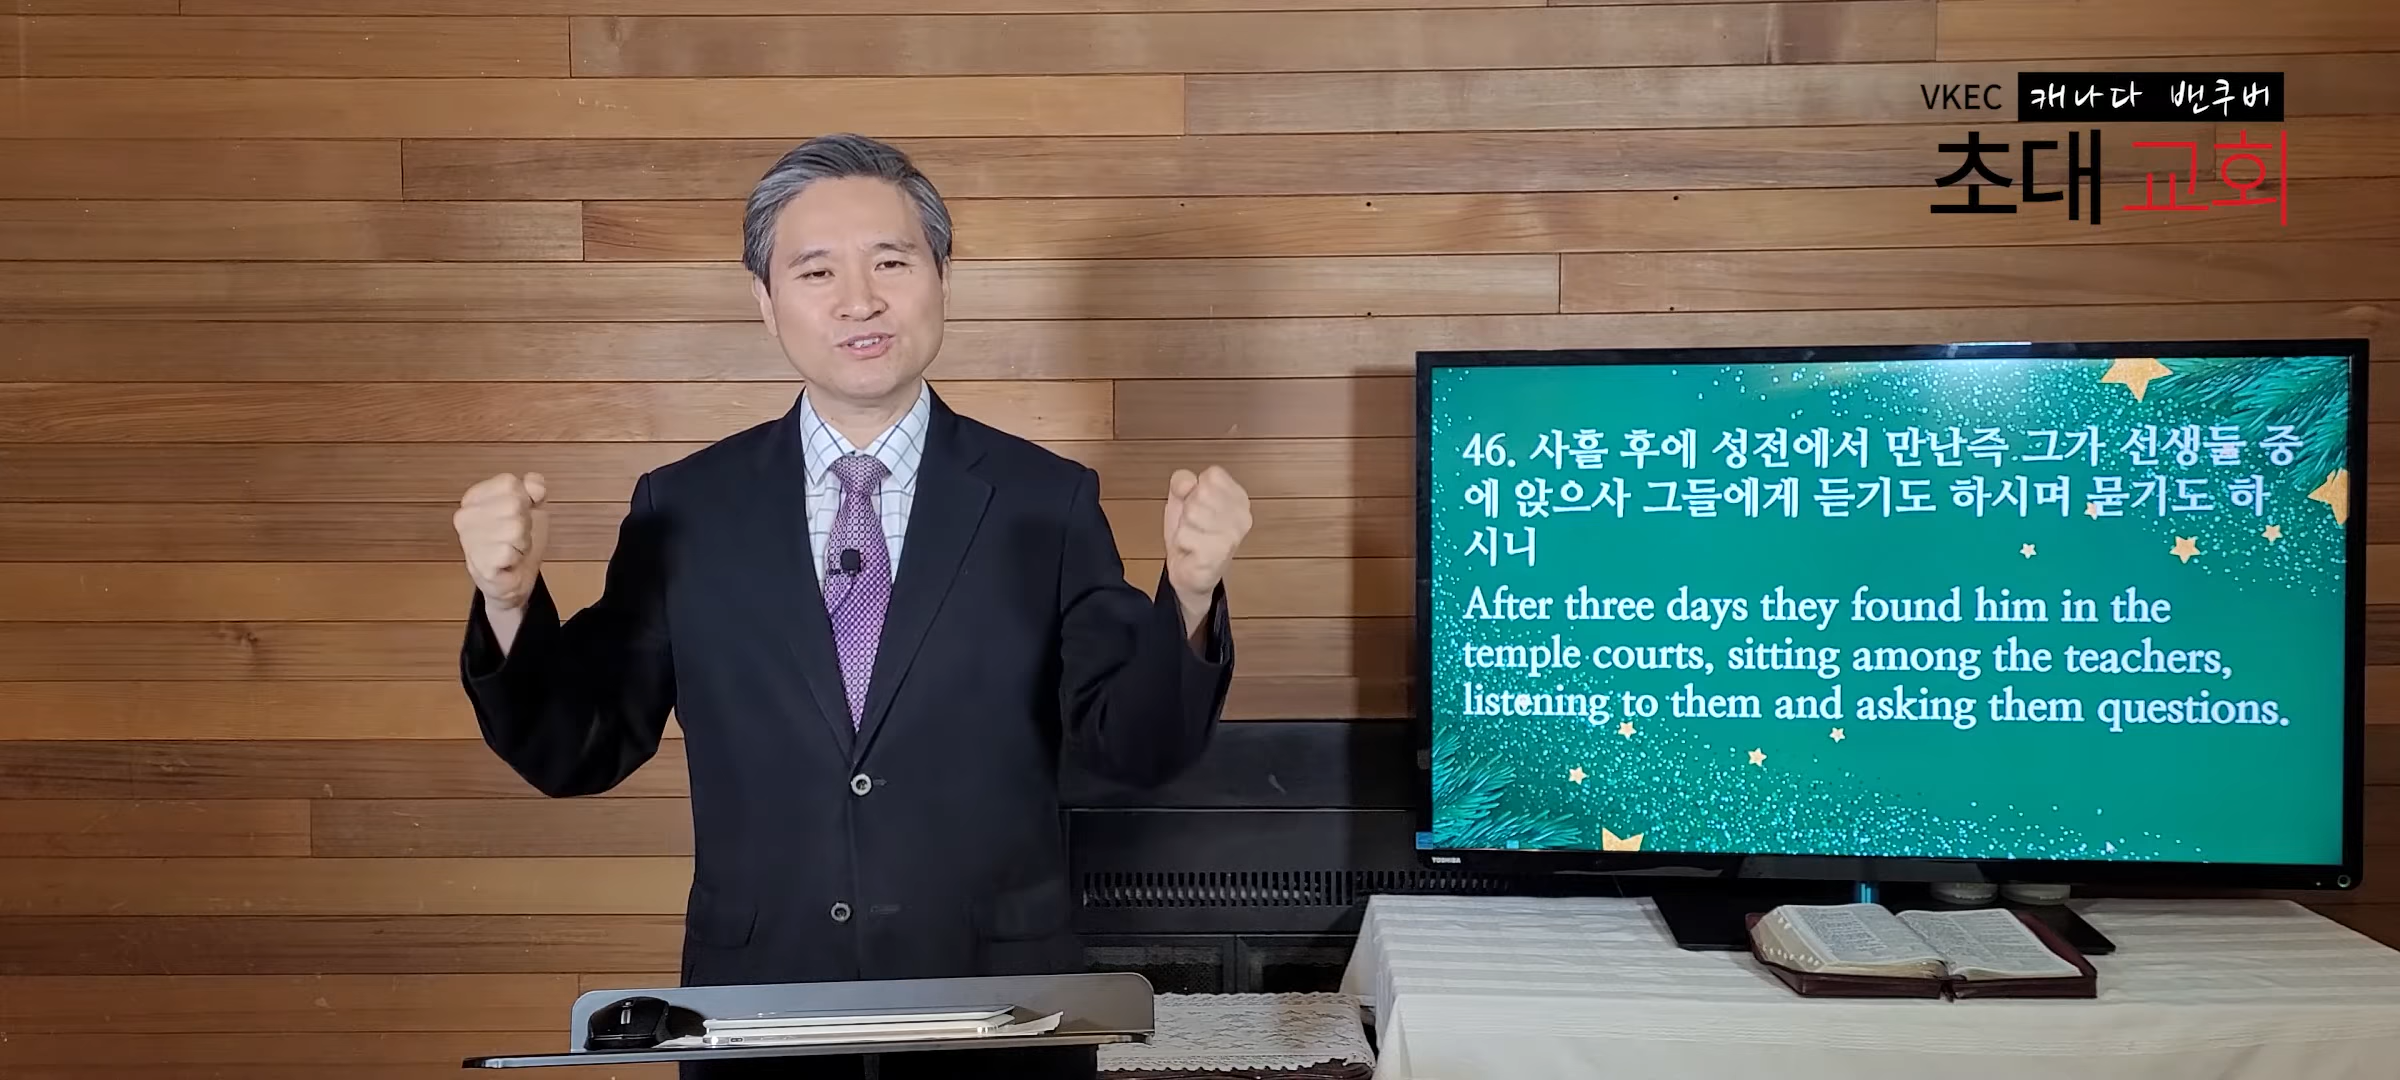 VKEC 캐나다 밴쿠버
초대 교회
46. 사흘 후에 성전에서 만난즉 그가 선생둘 중
에 앉으사 그들에게 듣기도 하시며 묻기도 하
시니
After three days they found him in the
temple courts, sitting among the teachers,
listening to them and asking them questions.
TOSHIBA